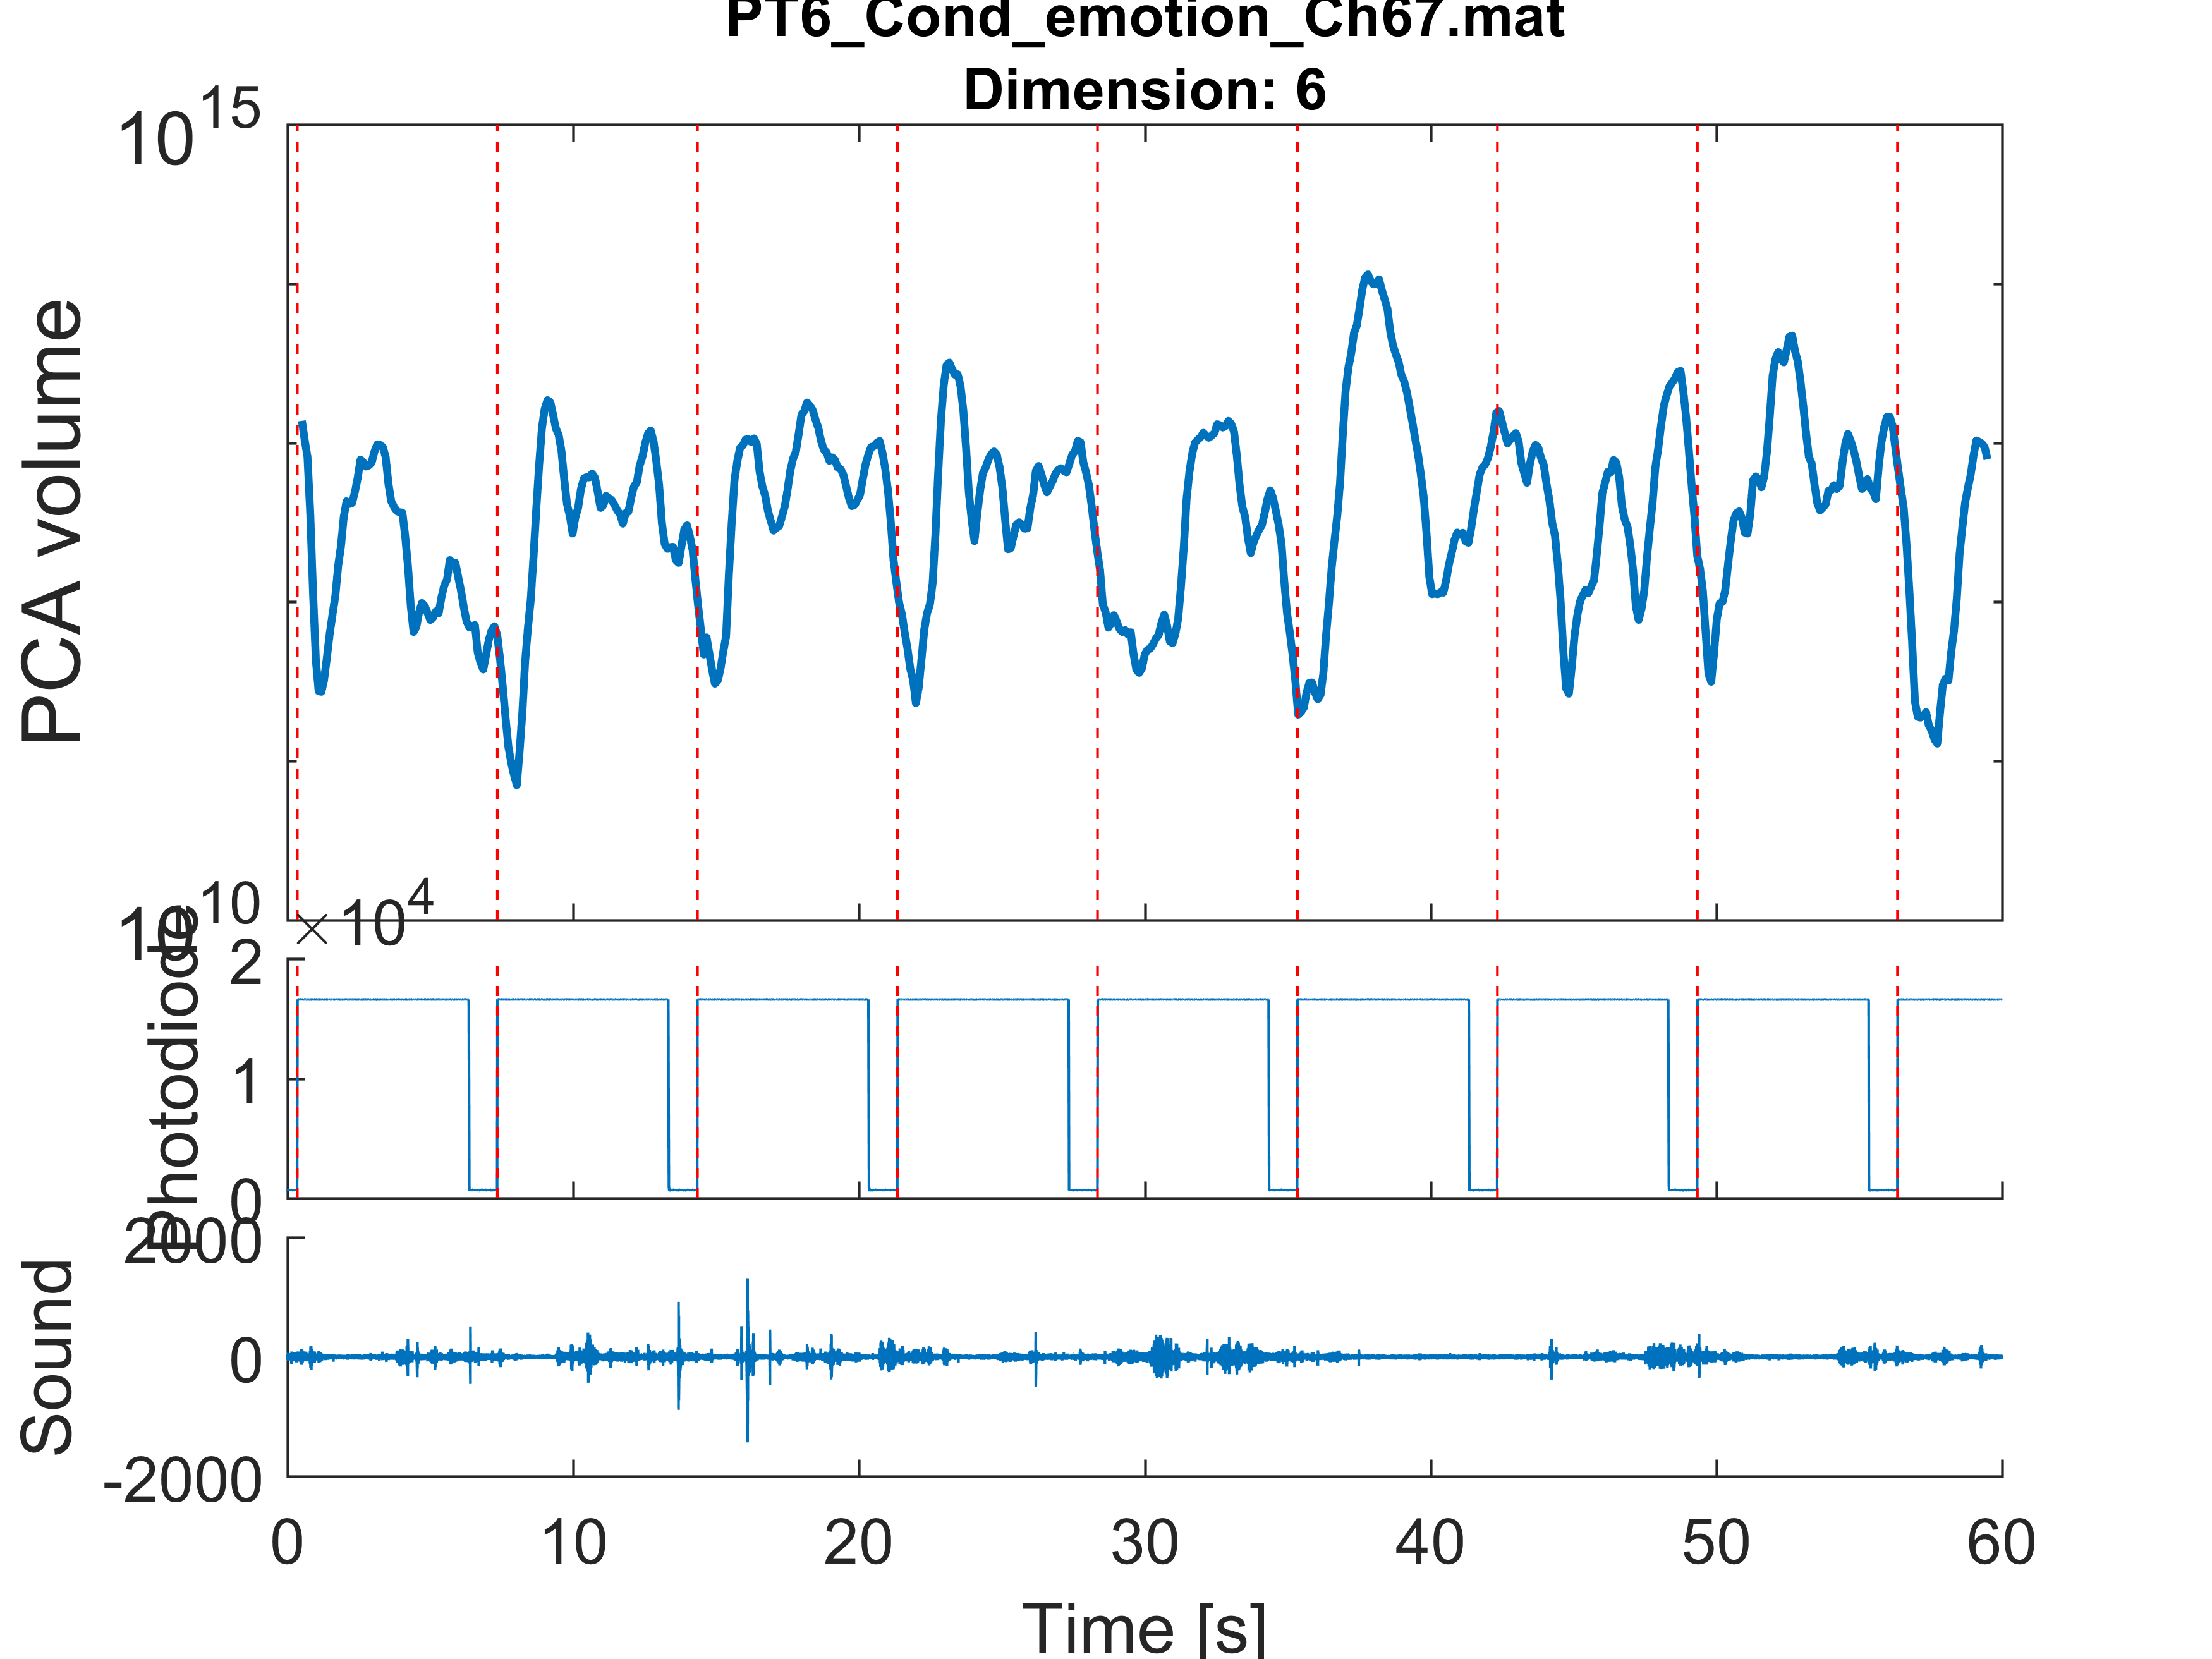 PT6_Cond_emotion_Ch67.mat
Dimension: 6
10^15
PCA volume
10^10
×10^4
Photodiode
2
1
0
Sound
2000
0
-2000
0 10 20 30 40 50 60
Time [s]